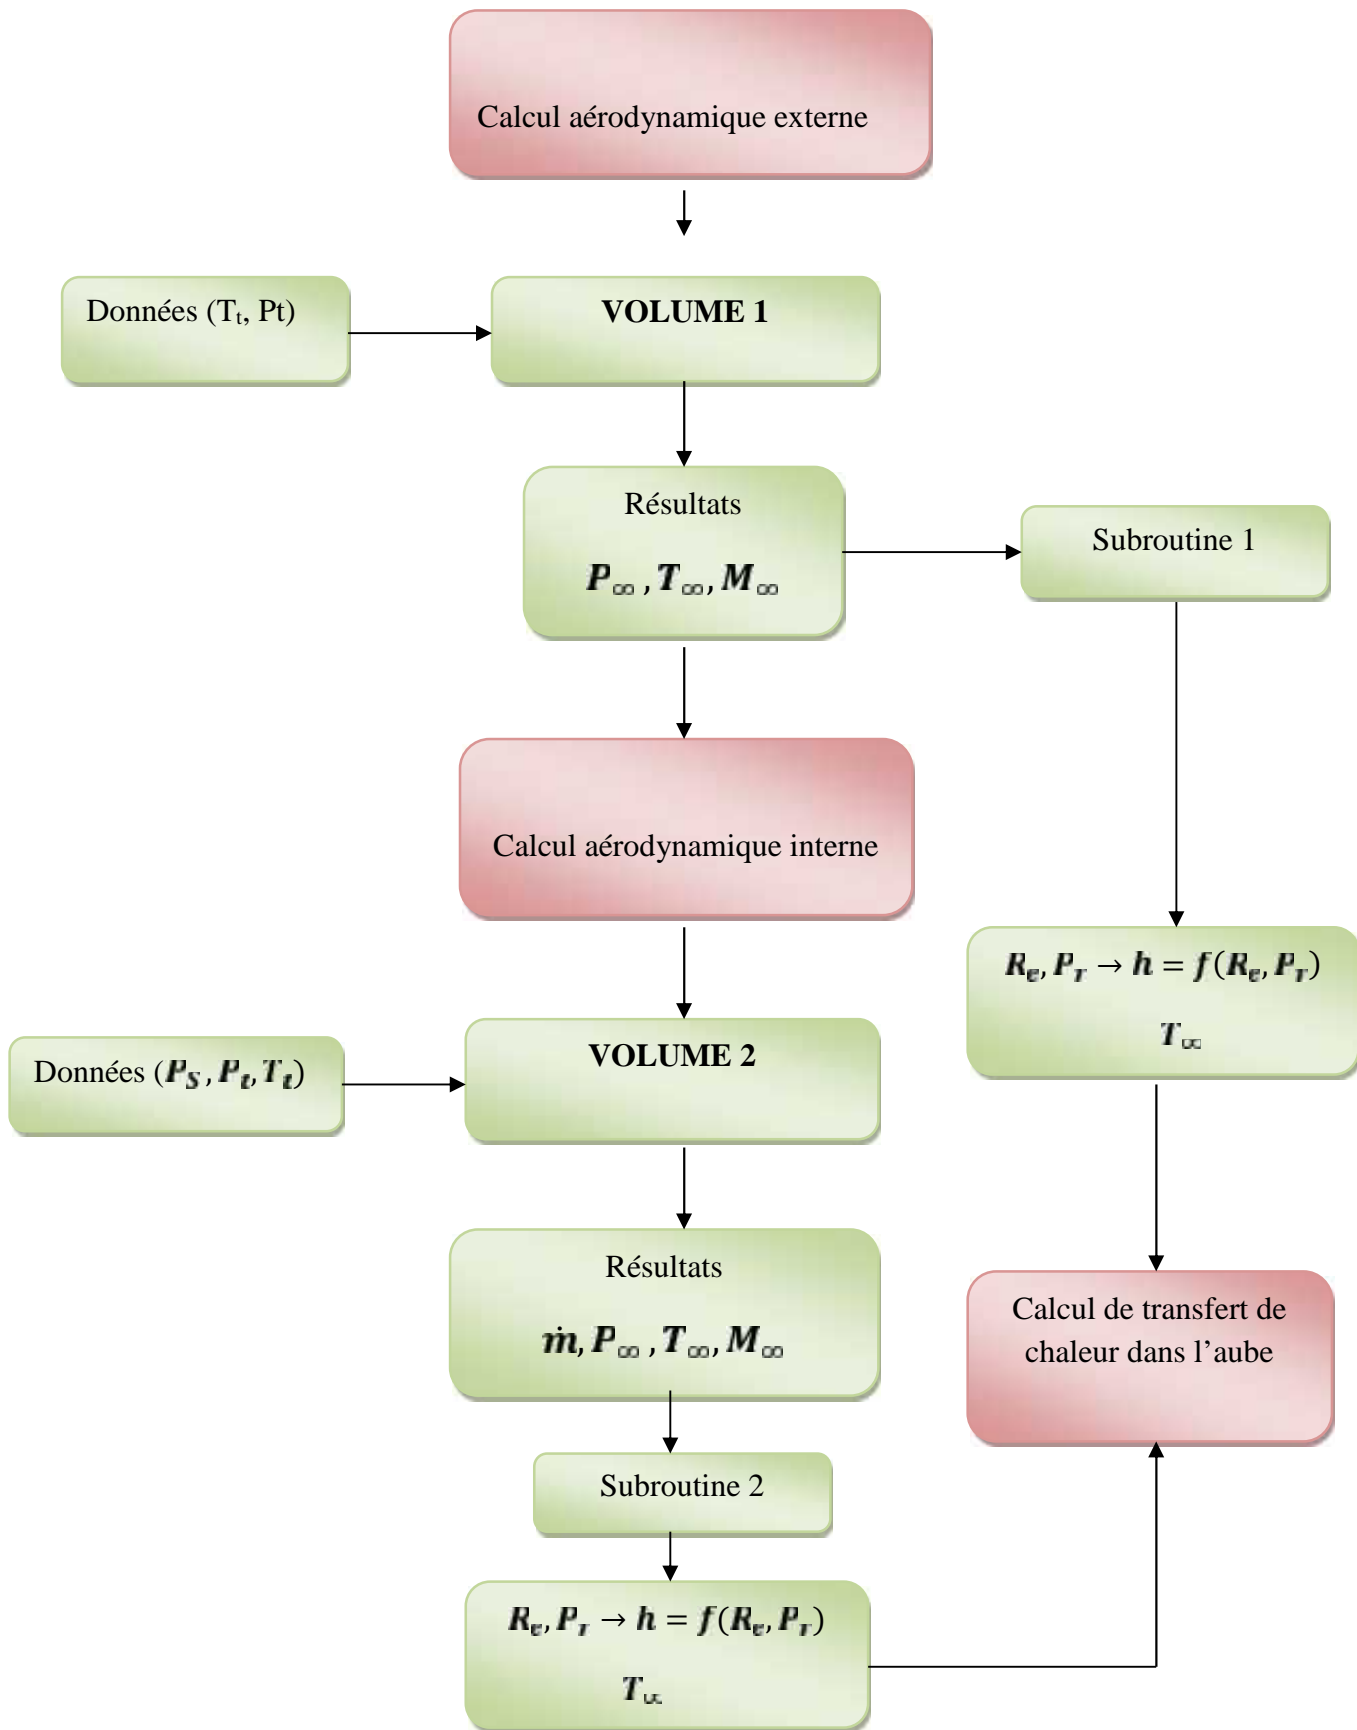 Calcul aérodynamique externe
Données (Tₜ, Pt)
VOLUME 1
Résultats
P∞ , T∞, M∞
Subroutine 1
Calcul aérodynamique interne
Rₑ, Pᵣ → h = f(Rₑ, Pᵣ)
T∞
Données (P_S , Pₜ, Tₜ)
VOLUME 2
Résultats
ṁ, P∞ , T∞, M∞
Calcul de transfert de
chaleur dans l’aube
Subroutine 2
Rₑ, Pᵣ → h = f(Rₑ, Pᵣ)
T∞